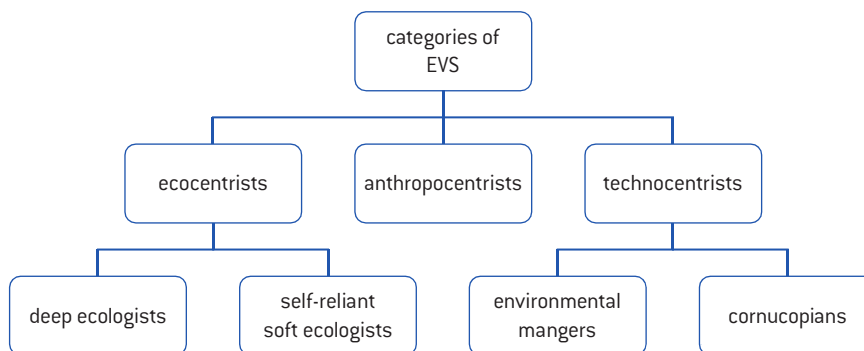 categories of
EVS
ecocentrists
anthropocentrists
technocentrists
deep ecologists
self-reliant
soft ecologists
environmental
mangers
cornucopians